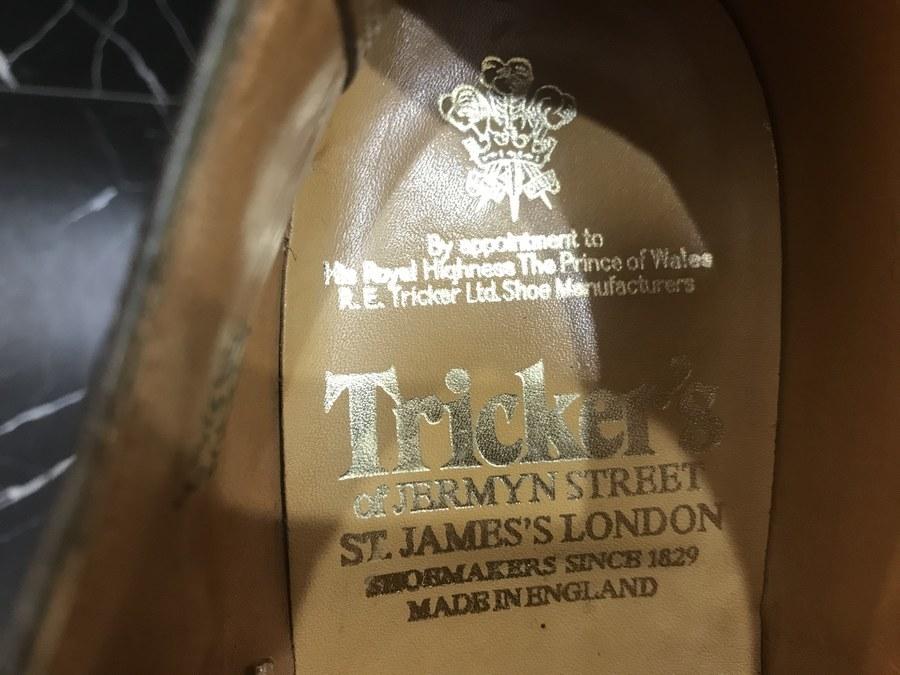 By appointment to
His Royal Highness The Prince of Wales
R. E. Tricker Ltd. Shoe Manufacturers
Tricker's
of JERMYN STREET
ST. JAMES'S LONDON
SHOEMAKERS SINCE 1829
MADE IN ENGLAND